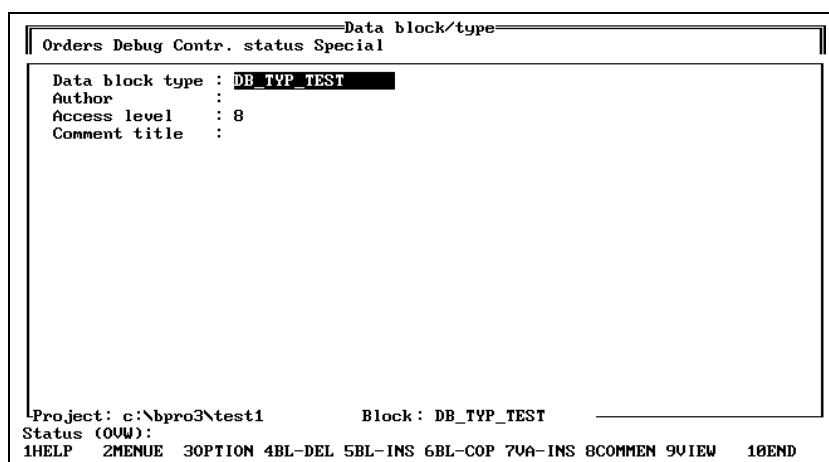 Data block/type
Orders Debug Contr. status Special
Data block type : DB_TYP_TEST
Author :
Access level : 8
Comment title :
Project: c:\bpro3\test1 Block: DB_TYP_TEST
Status (OVW):
1HELP 2MENUE 3OPTION 4BL-DEL 5BL-INS 6BL-COP 7VA-INS 8COMMEN 9VIEW 10END